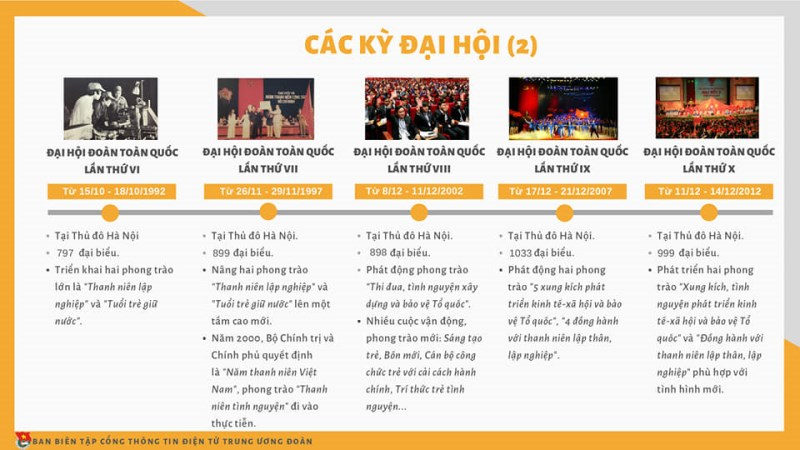 CÁC KỲ ĐẠI HỘI (2)
ĐẠI HỘI ĐOÀN TOÀN QUỐC
LẦN THỨ VI
Từ 15/10 - 18/10/1992
Tại Thủ đô Hà Nội
797 đại biểu.
Triển khai hai phong trào
lớn là "Thanh niên lập
nghiệp" và "Tuổi trẻ giữ
nước".
ĐẠI HỘI ĐOÀN TOÀN QUỐC
LẦN THỨ VII
Từ 26/11 - 29/11/1997
Tại Thủ đô Hà Nội.
899 đại biểu.
Nâng hai phong trào
"Thanh niên lập nghiệp" và
"Tuổi trẻ giữ nước" lên một
tầm cao mới.
Năm 2000, Bộ Chính trị và
Chính phủ quyết định
là "Năm thanh niên Việt
Nam", phong trào "Thanh
niên tình nguyện" đi vào
thực tiễn.
ĐẠI HỘI ĐOÀN TOÀN QUỐC
LẦN THỨ VIII
Từ 8/12 - 11/12/2002
Tại Thủ đô Hà Nội.
898 đại biểu.
Phát động phong trào
"Thi đua, tình nguyện xây
dựng và bảo vệ Tổ quốc".
Nhiều cuộc vận động,
phong trào mới: Sáng tạo
trẻ, Bốn mới, Cán bộ công
chức trẻ với cải cách hành
chính, Trí thức trẻ tình
nguyện...
ĐẠI HỘI ĐOÀN TOÀN QUỐC
LẦN THỨ IX
Từ 17/12 - 21/12/2007
Tại Thủ đô Hà Nội.
1033 đại biểu.
Phát động hai phong trào
"5 xung kích phát
triển kinh tế-xã hội và bảo
vệ Tổ quốc", "4 đồng hành
với thanh niên lập thân,
lập nghiệp".
ĐẠI HỘI ĐOÀN TOÀN QUỐC
LẦN THỨ X
Từ 11/12 - 14/12/2012
Tại Thủ đô Hà Nội.
999 đại biểu.
Phát triển hai phong
trào "Xung kích, tình
nguyện phát triển kinh
tế-xã hội và bảo vệ Tổ
quốc" và "Đồng hành với
thanh niên lập thân, lập
nghiệp" phù hợp với
tình hình mới.
BAN BIÊN TẬP CỔNG THÔNG TIN ĐIỆN TỬ TRUNG ƯƠNG ĐOÀN